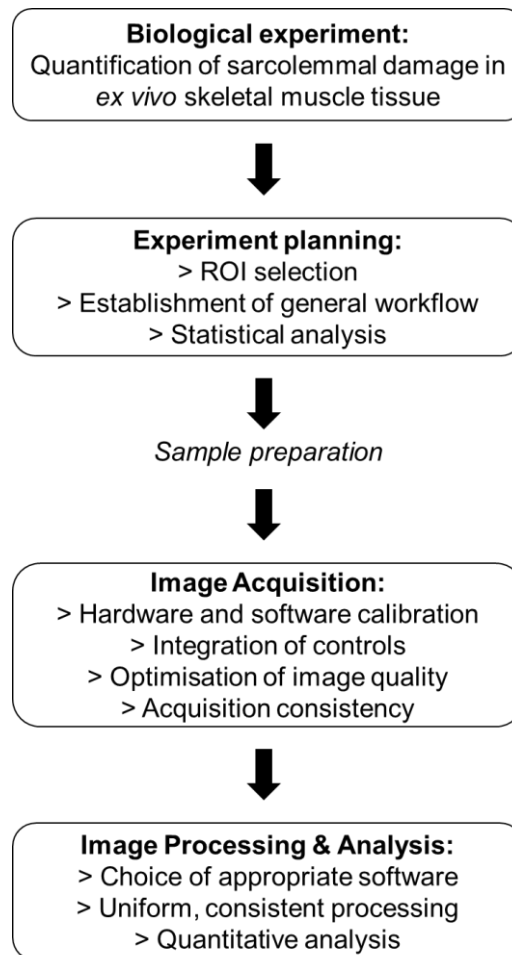 Biological experiment:
Quantification of sarcolemmal damage in
ex vivo skeletal muscle tissue
Experiment planning:
> ROI selection
> Establishment of general workflow
> Statistical analysis
Sample preparation
Image Acquisition:
> Hardware and software calibration
> Integration of controls
> Optimisation of image quality
> Acquisition consistency
Image Processing & Analysis:
> Choice of appropriate software
> Uniform, consistent processing
> Quantitative analysis